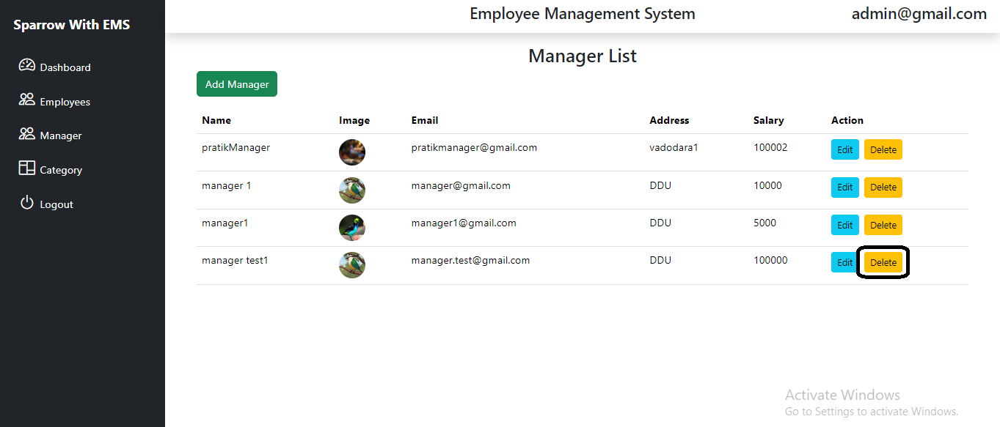 Sparrow With EMS
Dashboard
Employees
Manager
Category
Logout
Employee Management System admin@gmail.com
Manager List
Add Manager
Name Image Email Address Salary Action
pratikManager pratikmanager@gmail.com vadodara1 100002 Edit Delete
manager 1 manager@gmail.com DDU 10000 Edit Delete
manager1 manager1@gmail.com DDU 5000 Edit Delete
manager test1 manager.test@gmail.com DDU 100000 Edit Delete
Activate Windows
Go to Settings to activate Windows.